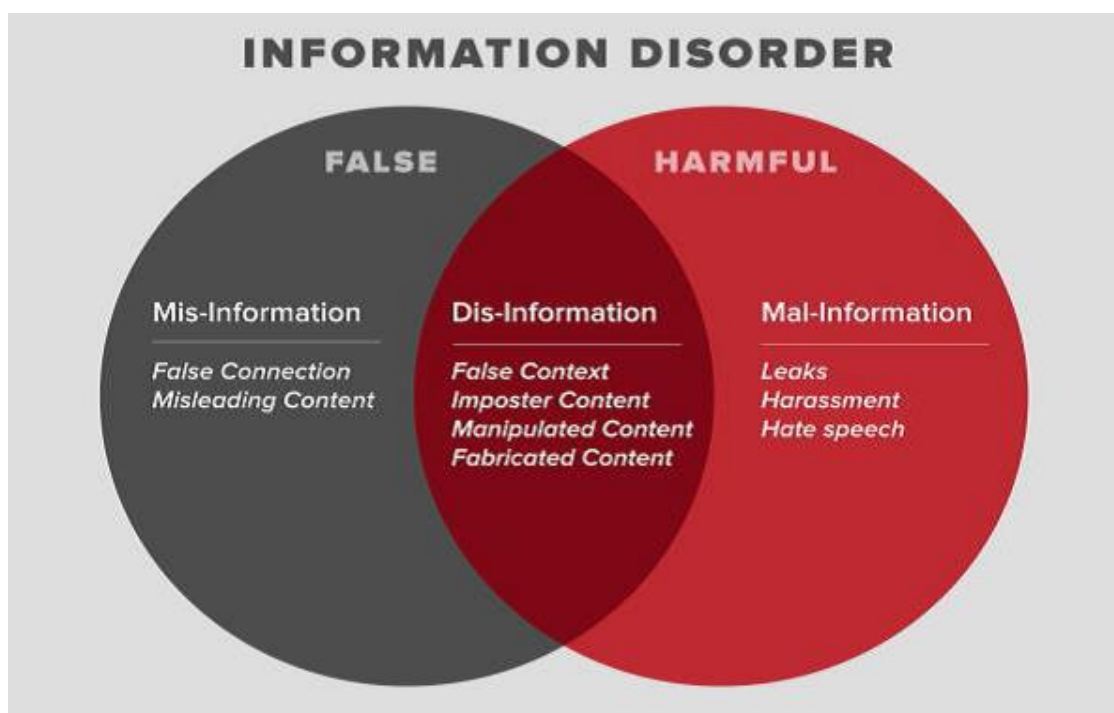 INFORMATION DISORDER
FALSE
HARMFUL
Mis-Information
False Connection
Misleading Content
Dis-Information
False Context
Imposter Content
Manipulated Content
Fabricated Content
Mal-Information
Leaks
Harassment
Hate speech